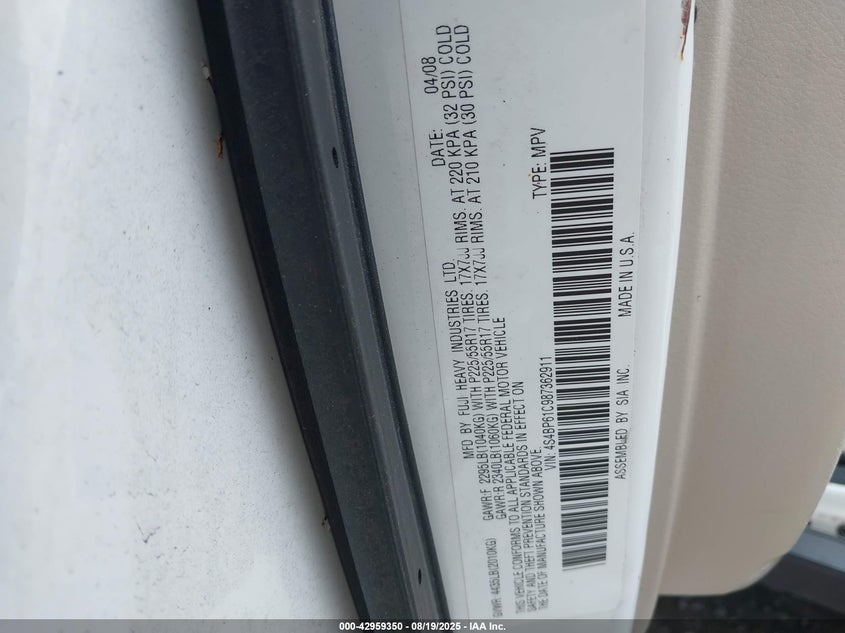 MFD BY FUJI HEAVY INDUSTRIES LTD. DATE: 04/08
GVWR: 4435LB(2010KG) GAWR:F 2295LB(1040KG) WITH P225/55R17 TIRES. 17X7JJ RIMS. AT 220 KPA (32 PSI) COLD
GAWR:R 2340LB(1060KG) WITH P225/55R17 TIRES. 17X7JJ RIMS. AT 210 KPA (30 PSI) COLD
THIS VEHICLE CONFORMS TO ALL APPLICABLE FEDERAL MOTOR VEHICLE
SAFETY AND THEFT PREVENTION STANDARDS IN EFFECT ON
THE DATE OF MANUFACTURE SHOWN ABOVE.
VIN: 4S4BP61C987362911 TYPE: MPV
ASSEMBLED BY SIA INC. MADE IN U.S.A.
000-42959350 - 08/19/2025 - IAA Inc.